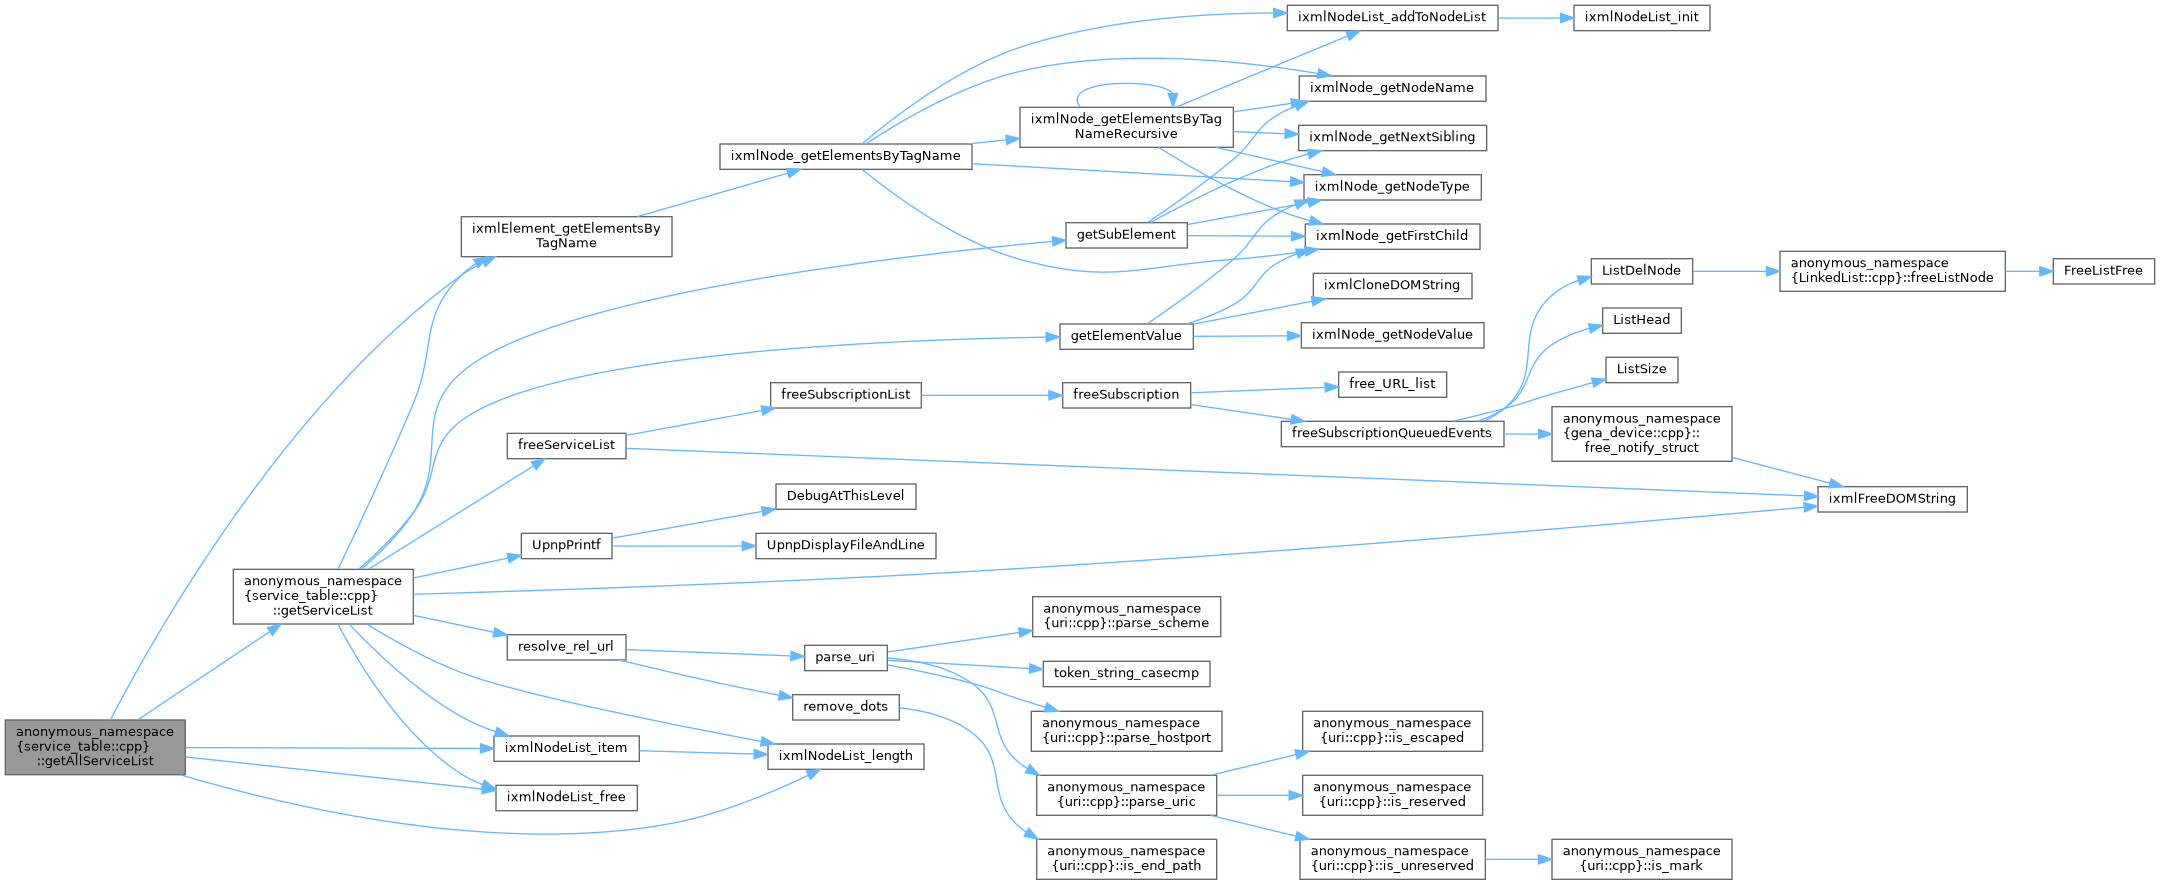 anonymous_namespace
{service_table::cpp}
::getAllServiceList
anonymous_namespace
{service_table::cpp}
::getServiceList
ixmlElement_getElementsBy
TagName
ixmlNode_getElementsByTagName
ixmlNode_getElementsByTag
NameRecursive
ixmlNodeList_addToNodeList
ixmlNodeList_init
ixmlNode_getNodeName
ixmlNode_getNextSibling
ixmlNode_getNodeType
ixmlNode_getFirstChild
getSubElement
getElementValue
ixmlCloneDOMString
ixmlNode_getNodeValue
freeServiceList
freeSubscriptionList
freeSubscription
free_URL_list
freeSubscriptionQueuedEvents
ListDelNode
anonymous_namespace
{LinkedList::cpp}::freeListNode
FreeListFree
ListHead
ListSize
anonymous_namespace
{gena_device::cpp}::
free_notify_struct
ixmlFreeDOMString
UpnpPrintf
DebugAtThisLevel
UpnpDisplayFileAndLine
resolve_rel_url
parse_uri
anonymous_namespace
{uri::cpp}::parse_scheme
token_string_casecmp
anonymous_namespace
{uri::cpp}::parse_hostport
anonymous_namespace
{uri::cpp}::parse_uric
anonymous_namespace
{uri::cpp}::is_escaped
anonymous_namespace
{uri::cpp}::is_reserved
anonymous_namespace
{uri::cpp}::is_unreserved
anonymous_namespace
{uri::cpp}::is_mark
remove_dots
anonymous_namespace
{uri::cpp}::is_end_path
ixmlNodeList_item
ixmlNodeList_length
ixmlNodeList_free